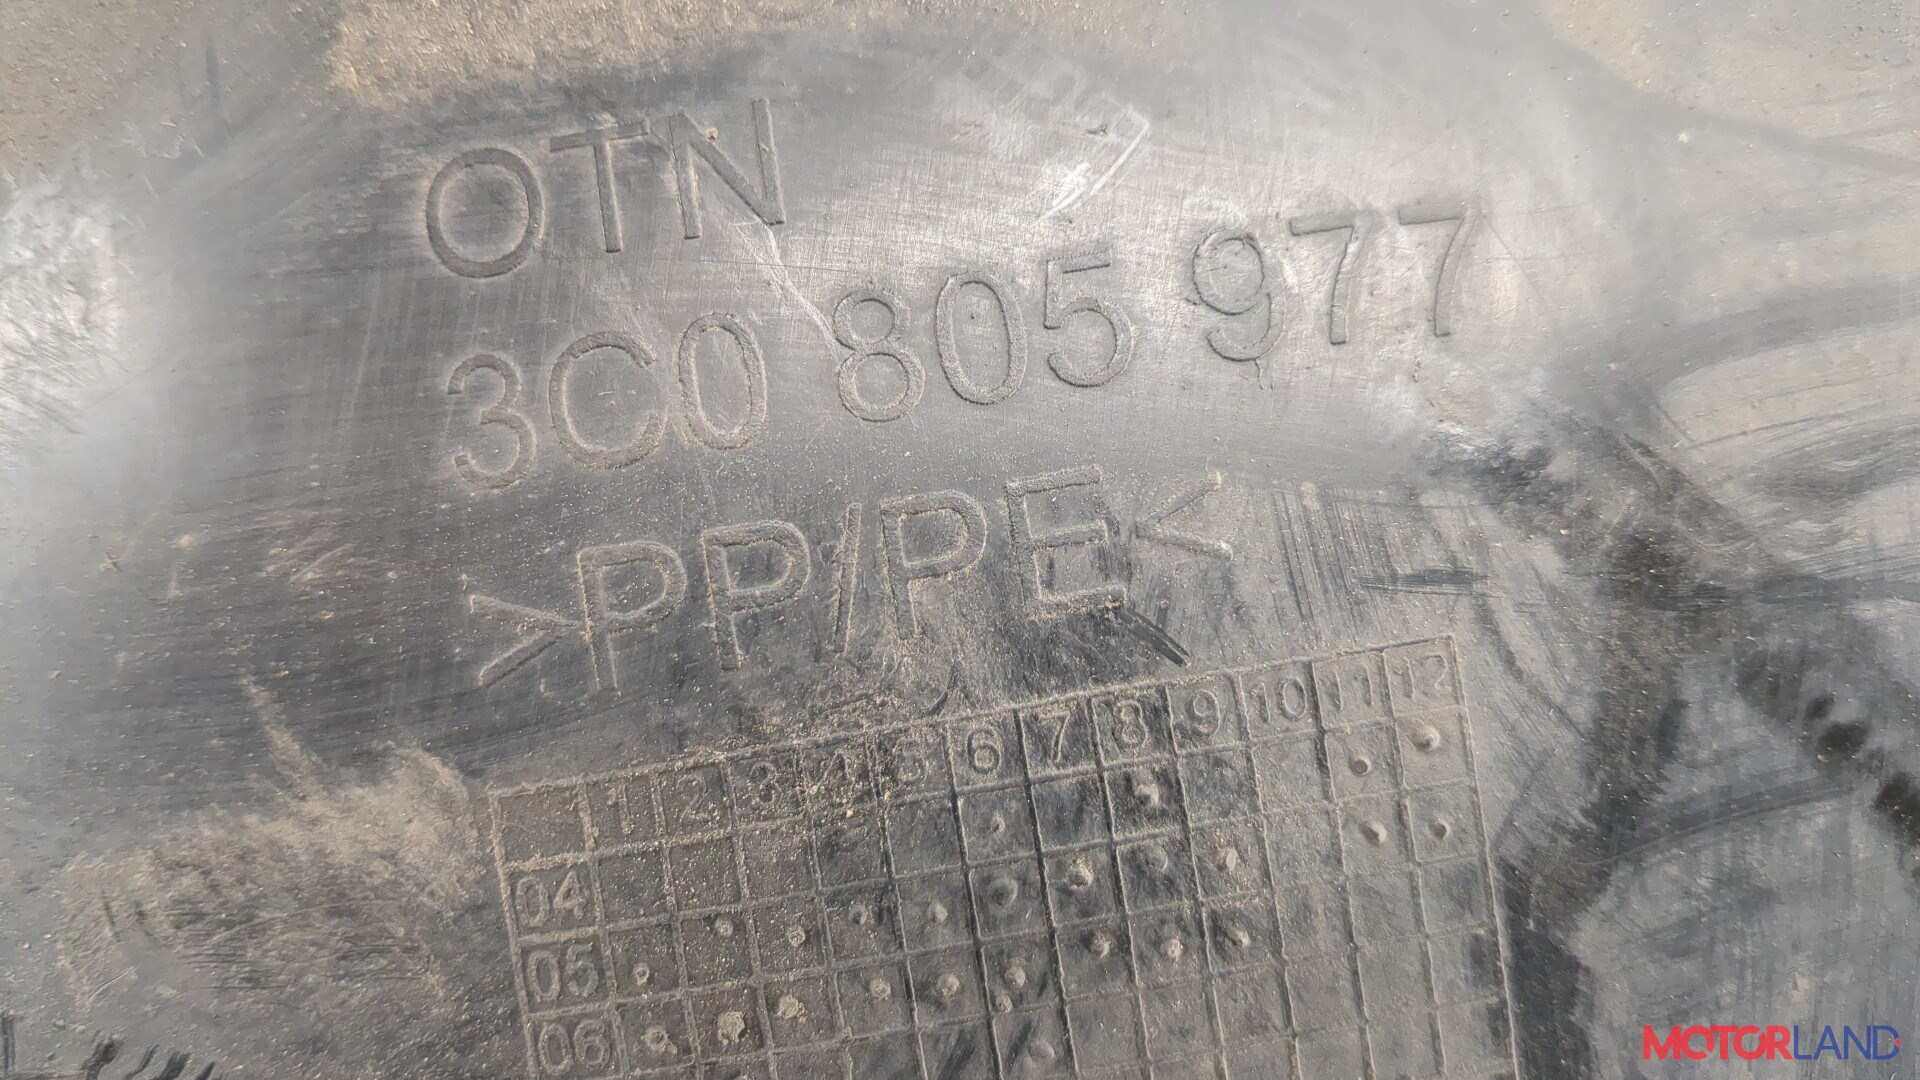 OTN
3C0 805 977
>PP/PE<
1 2 3 4 5 6 7 8 9 10 11 12
04
05
06
MOTORLAND